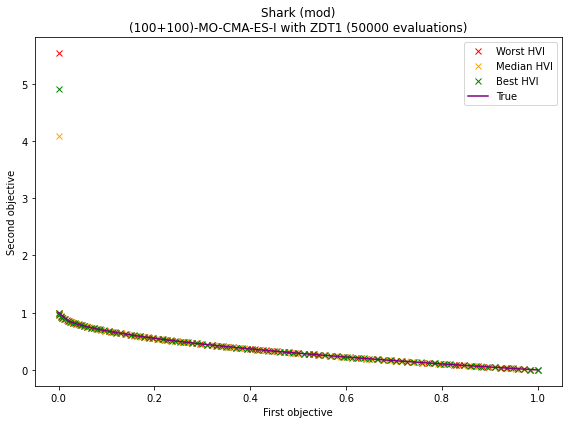 Shark (mod)
(100+100)-MO-CMA-ES-I with ZDT1 (50000 evaluations)
Worst HVI
Median HVI
Best HVI
True
5
4
3
2
1
0
Second objective
0.0 0.2 0.4 0.6 0.8 1.0
First objective